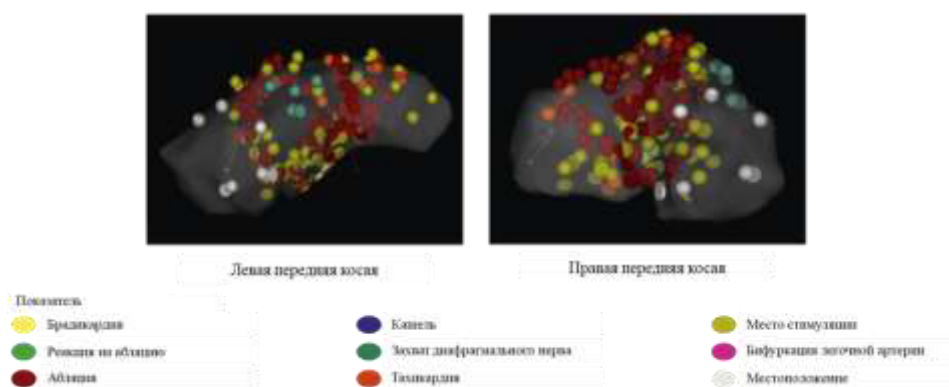 Левая передняя косая
Правая передняя косая
Показатель
Брадикардия
Кашель
Место стимуляции
Реакция на абляцию
Захват диафрагмального нерва
Бифуркация легочной артерии
Абляция
Тахикардия
Местоположение